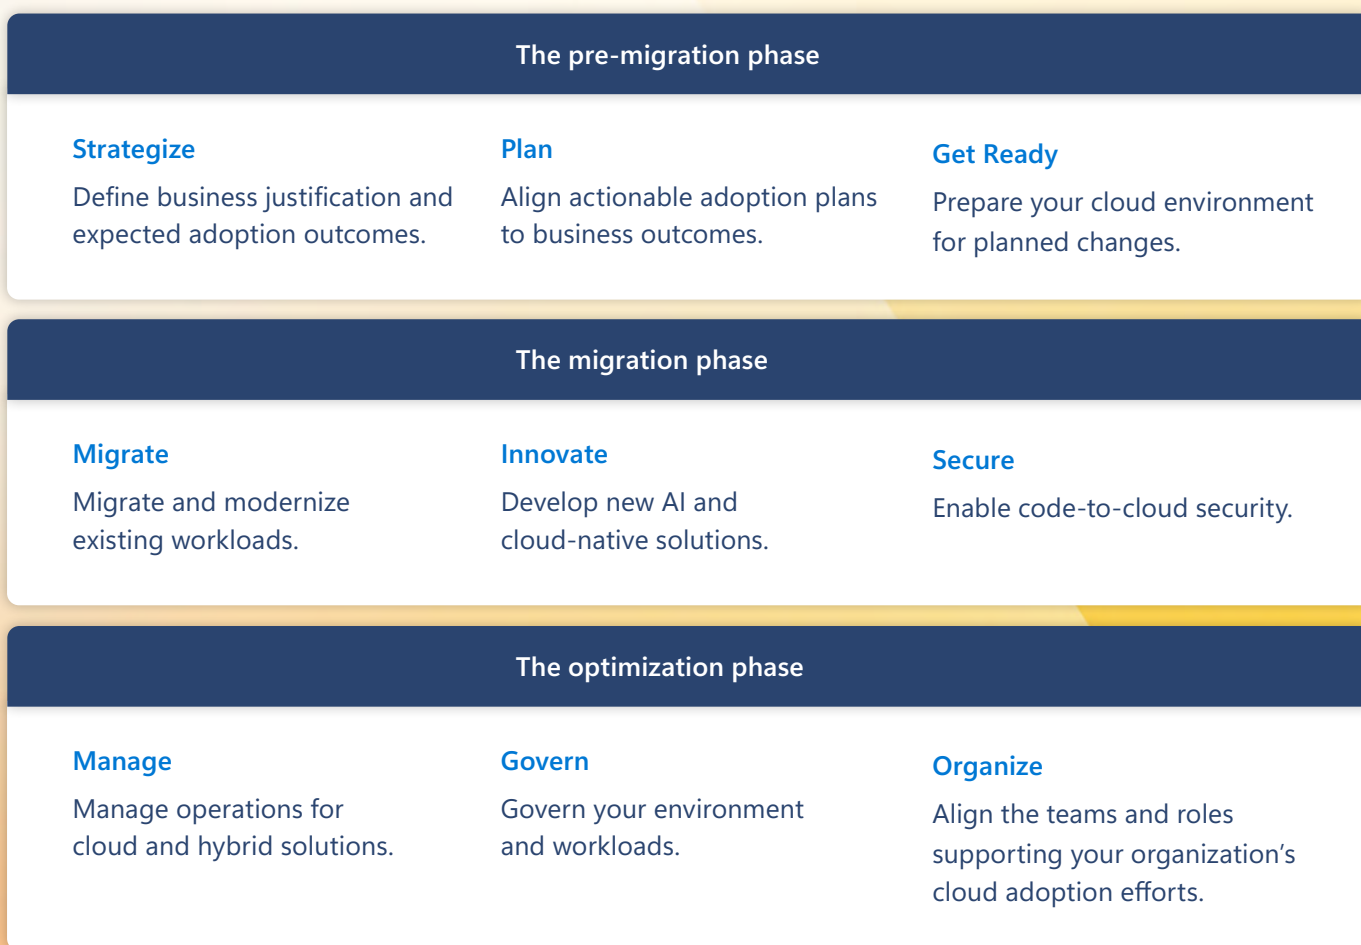 The pre-migration phase
Strategize
Define business justification and
expected adoption outcomes.
Plan
Align actionable adoption plans
to business outcomes.
Get Ready
Prepare your cloud environment
for planned changes.
The migration phase
Migrate
Migrate and modernize
existing workloads.
Innovate
Develop new AI and
cloud-native solutions.
Secure
Enable code-to-cloud security.
The optimization phase
Manage
Manage operations for
cloud and hybrid solutions.
Govern
Govern your environment
and workloads.
Organize
Align the teams and roles
supporting your organization’s
cloud adoption efforts.